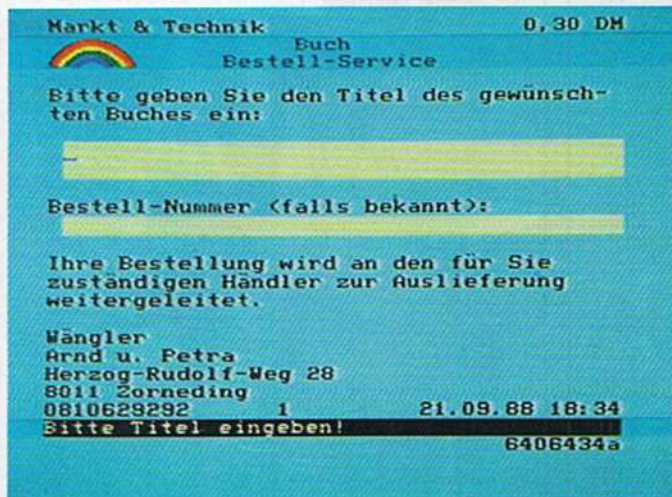 Markt & Technik 0,30 DM
Buch
Bestell-Service
Bitte geben Sie den Titel des gewünsch-
ten Buches ein:
Bestell-Nummer (falls bekannt):
Ihre Bestellung wird an den für Sie
zuständigen Händler zur Auslieferung
weitergeleitet.
Wängler
Arnd u. Petra
Herzog-Rudolf-Weg 28
8011 Zorneding
0810629292 1 21.09.88 18:34
Bitte Titel eingeben!
6406434a